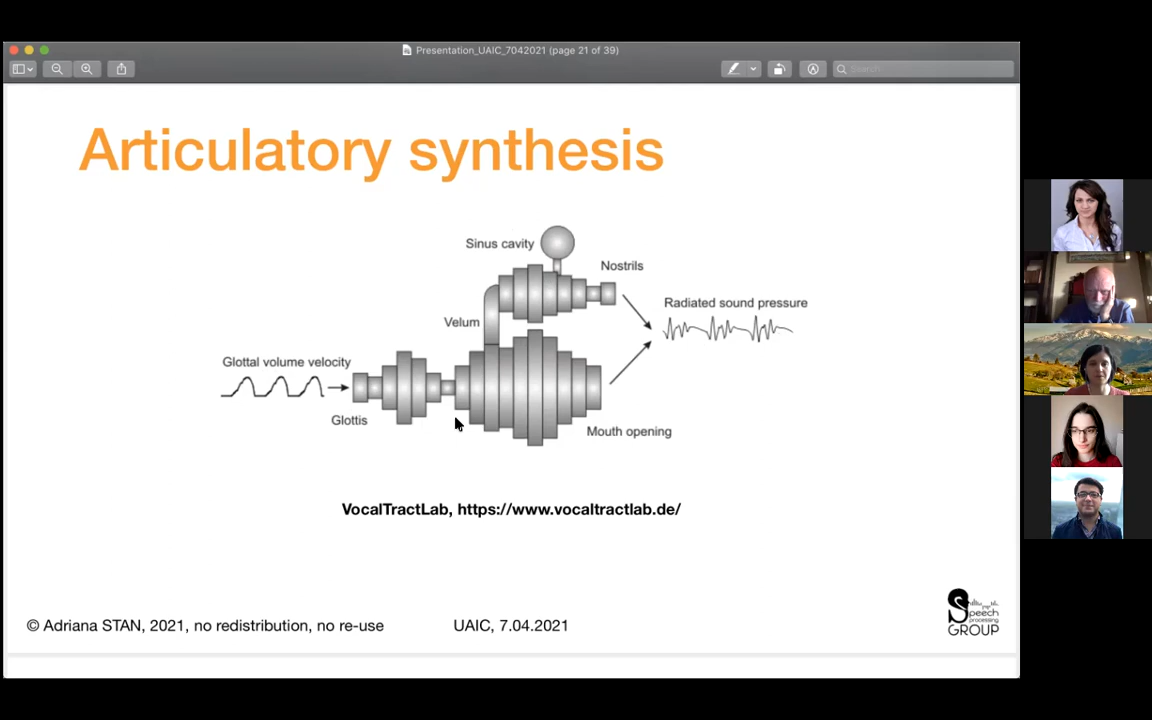 Presentation_UAIC_7042021 (page 21 of 39)
Search
Articulatory synthesis
Sinus cavity
Nostrils
Velum
Radiated sound pressure
Glottal volume velocity
Glottis
Mouth opening
VocalTractLab, https://www.vocaltractlab.de/
© Adriana STAN, 2021, no redistribution, no re-use
UAIC, 7.04.2021
Speech
processing
GROUP